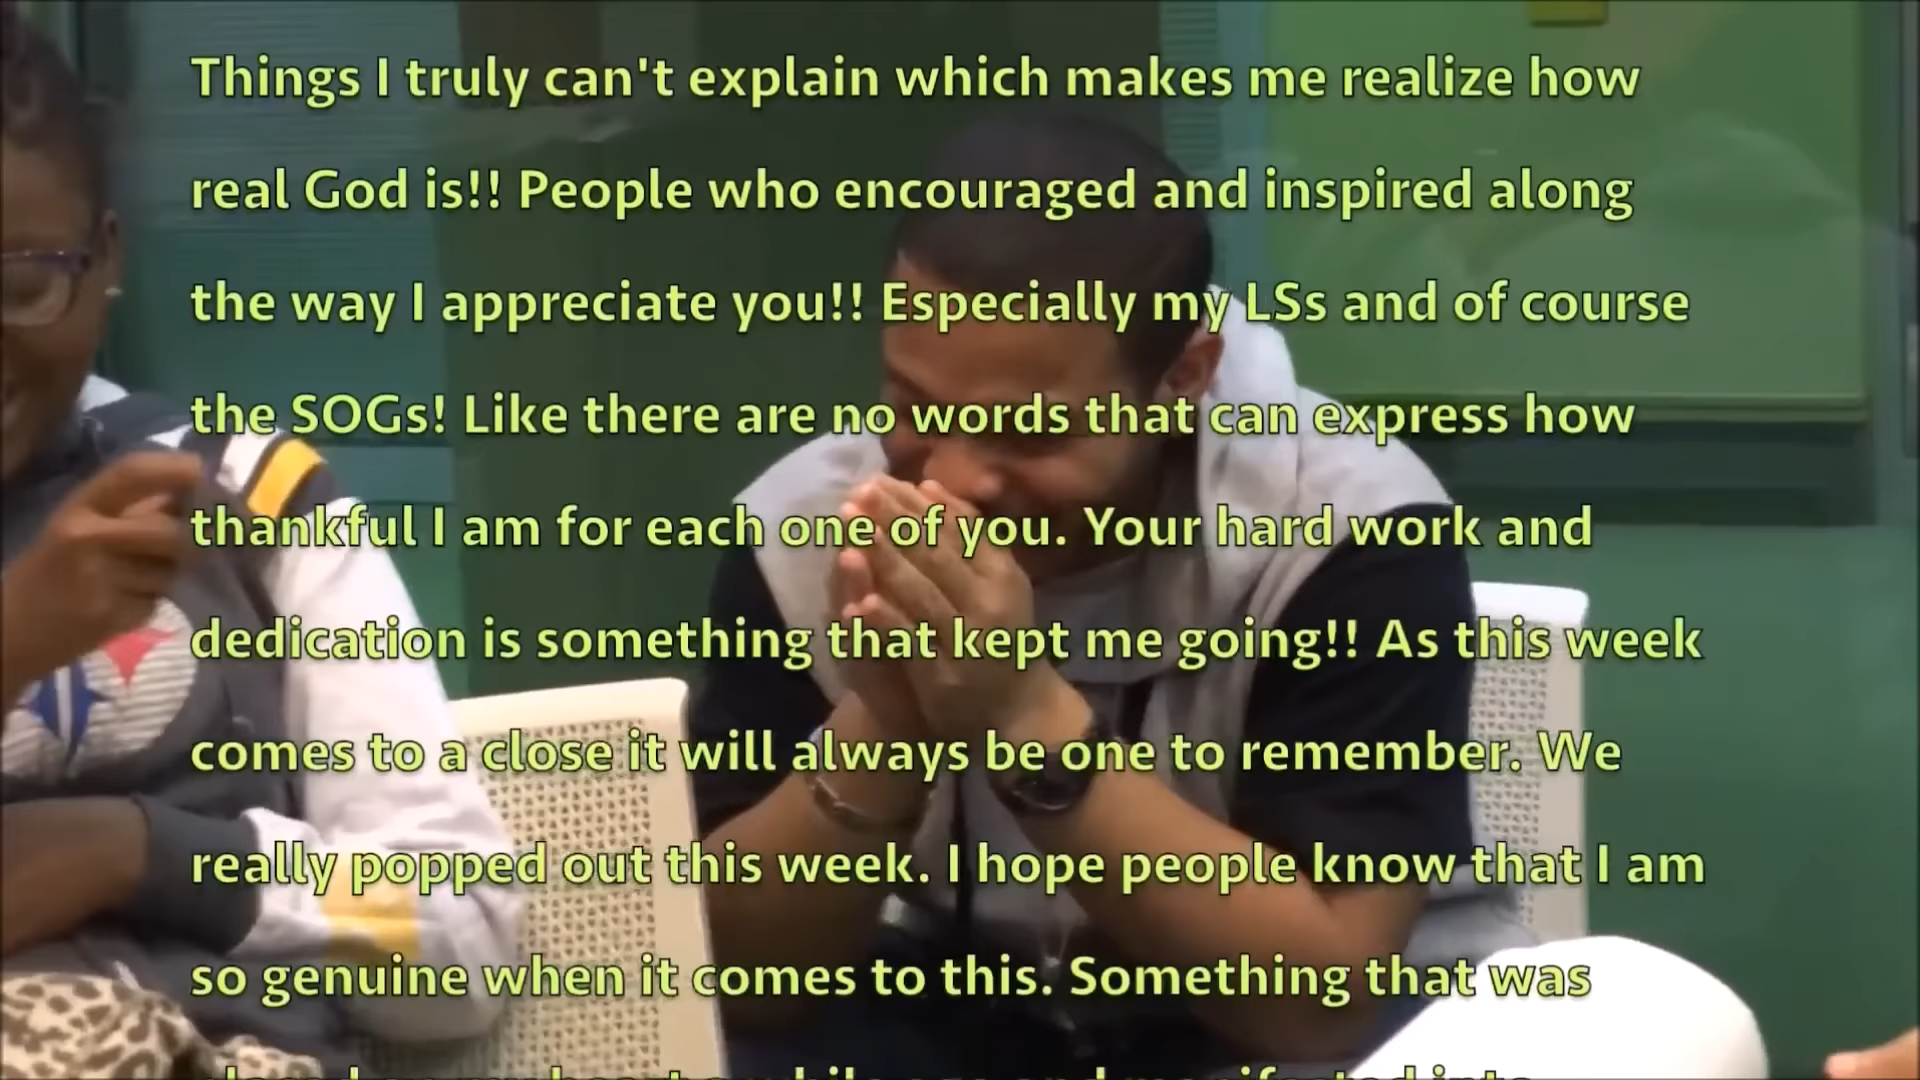 Things I truly can't explain which makes me realize how
real God is!! People who encouraged and inspired along
the way I appreciate you!! Especially my LSs and of course
the SOGs! Like there are no words that can express how
thankful I am for each one of you. Your hard work and
dedication is something that kept me going!! As this week
comes to a close it will always be one to remember. We
really popped out this week. I hope people know that I am
so genuine when it comes to this. Something that was